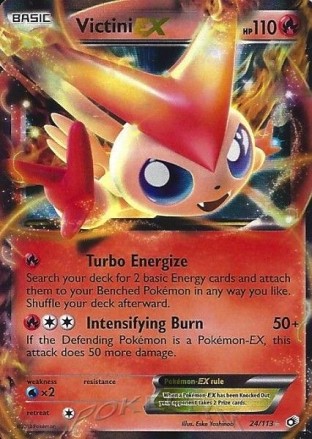 BASIC
Victini EX HP110
Turbo Energize
Search your deck for 2 basic Energy cards and attach
them to your Benched Pokémon in any way you like.
Shuffle your deck afterward.
Intensifying Burn 50+
If the Defending Pokémon is a Pokémon-EX, this
attack does 50 more damage.
weakness resistance
×2
retreat
Pokémon-EX rule
When a Pokémon-EX has been Knocked Out,
your opponent takes 2 Prize cards.
Illus. Eske Yoshinob
24/113